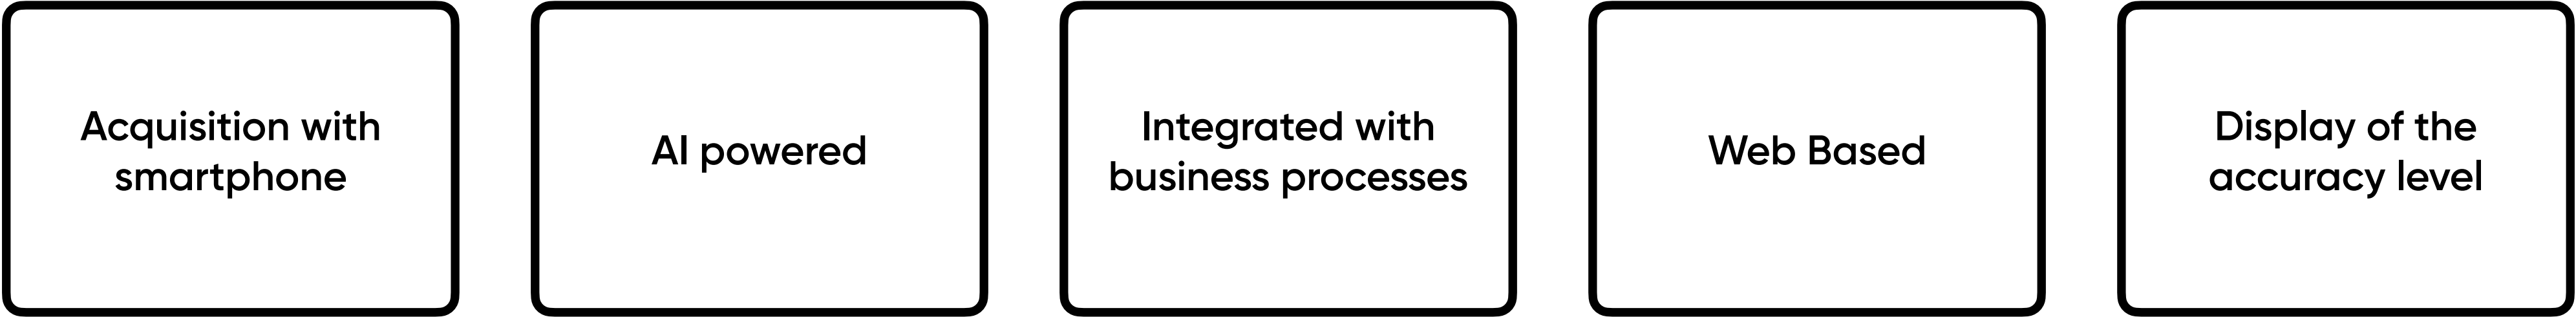 Acquisition with
smartphone
AI powered
Integrated with
business processes
Web Based
Display of the
accuracy level